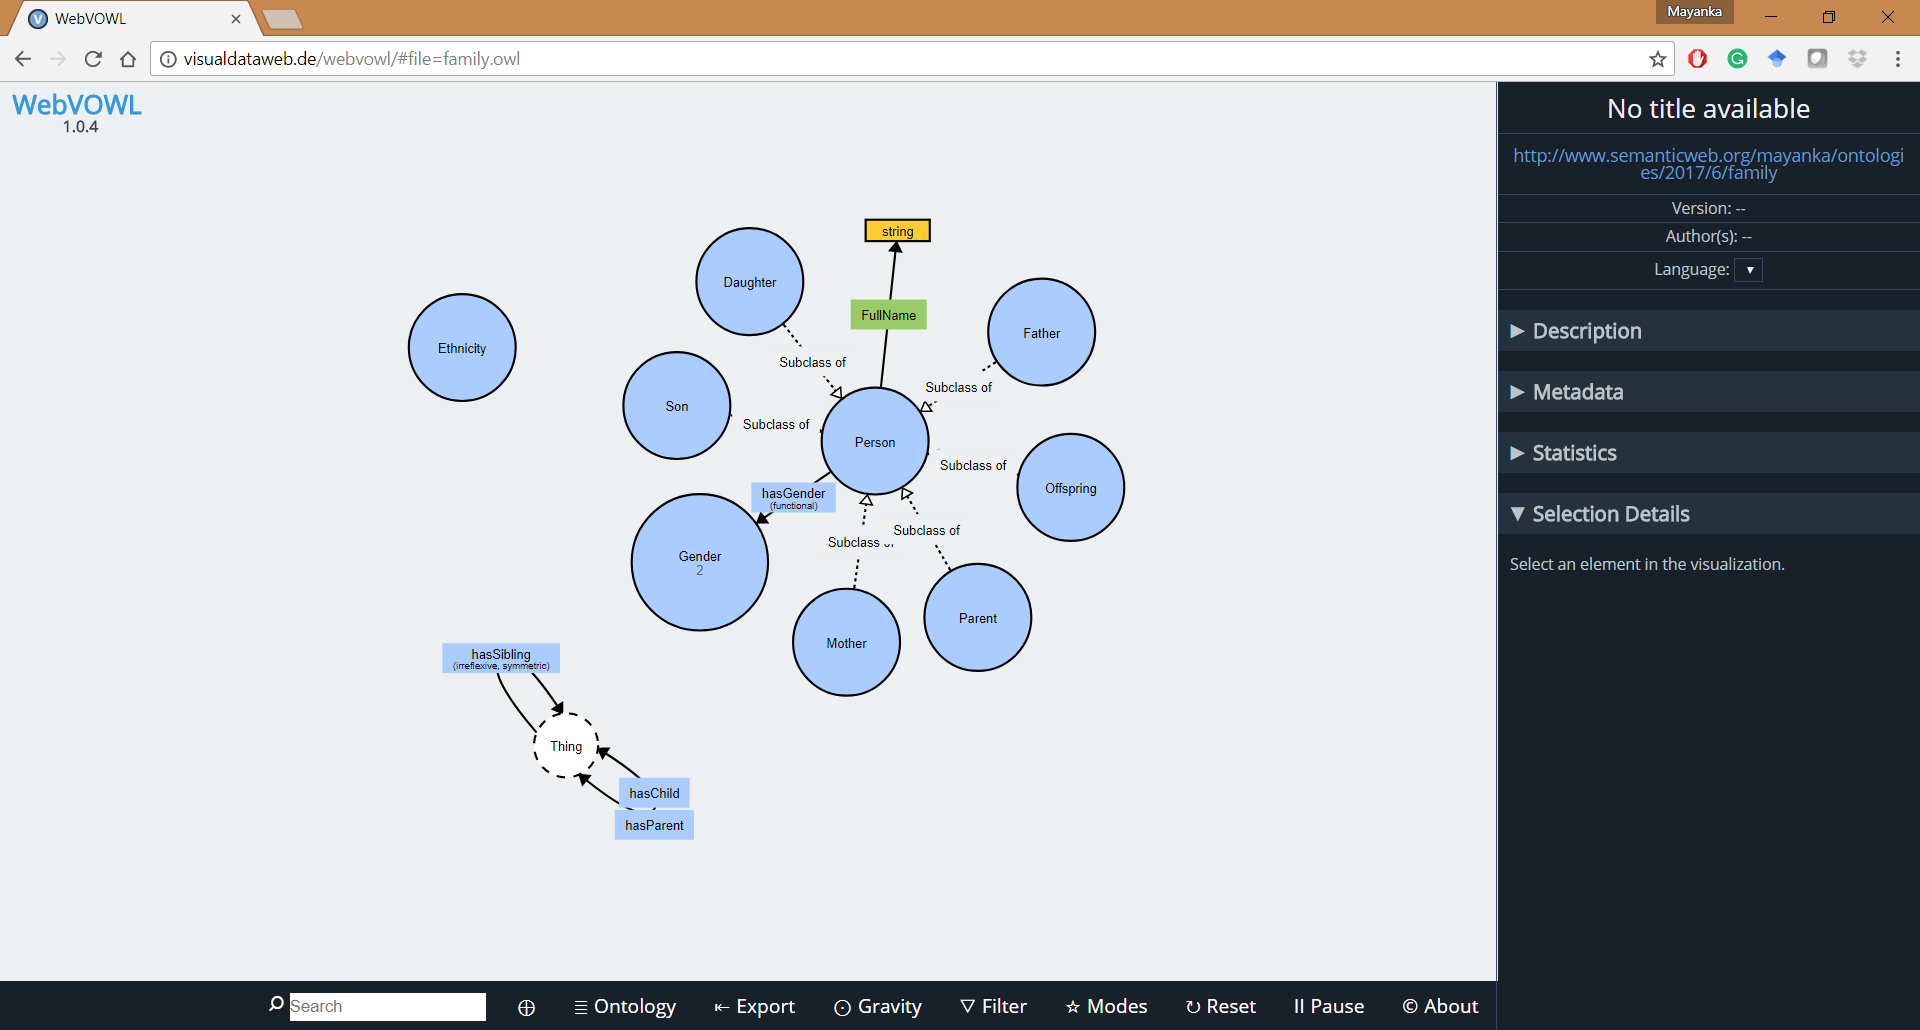 WebVOWL
Mayanka
visualdataweb.de/webvowl/#file=family.owl
WebVOWL
1.0.4
string
Daughter
FullName
Father
Ethnicity
Subclass of
Subclass of
Son
Subclass of
Person
Subclass of
Offspring
hasGender
(functional)
Subclass of
Subclass
Gender
2
Mother
Parent
hasSibling
(irreflexive, symmetric)
Thing
hasChild
hasParent
No title available
http://www.semanticweb.org/mayanka/ontologi
es/2017/6/family
Version: --
Author(s): --
Language:
Description
Metadata
Statistics
Selection Details
Select an element in the visualization.
Search
Ontology
Export
Gravity
Filter
Modes
Reset
Pause
© About